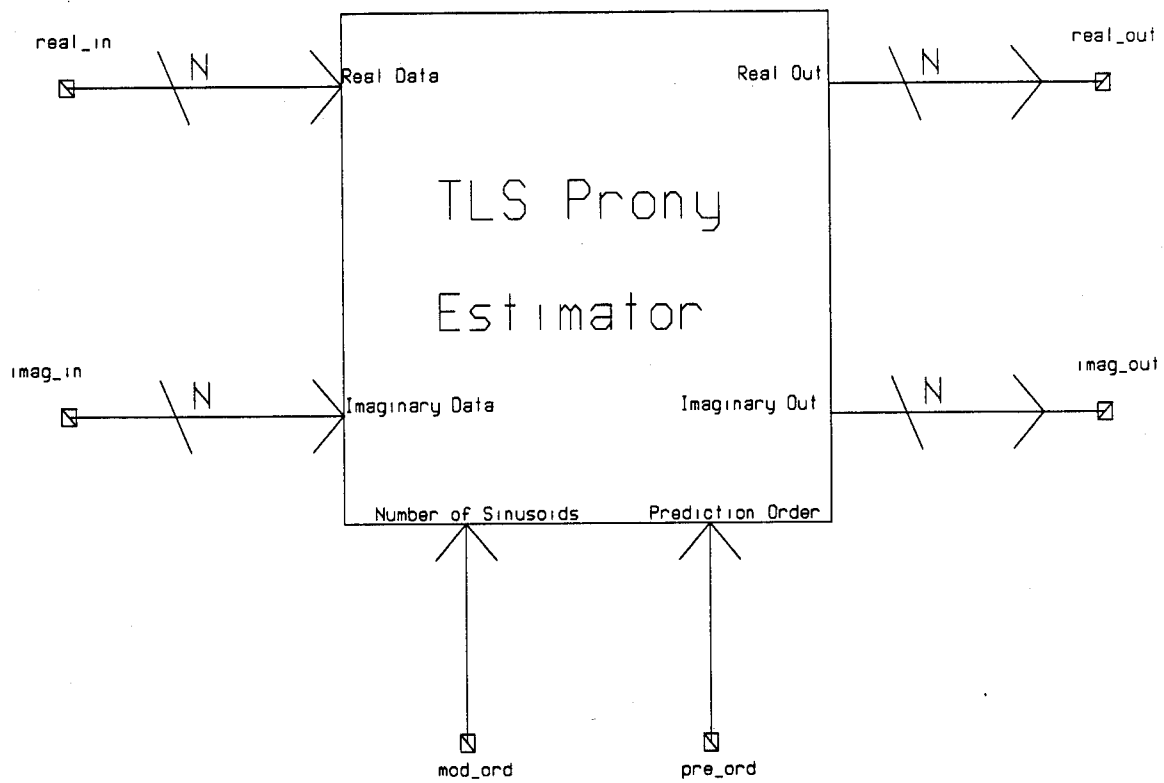 real_in
N
Real Data
Real Out
N
real_out
TLS Prony
Estimator
imag_in
N
Imaginary Data
Imaginary Out
N
imag_out
Number of Sinusoids
Prediction Order
mod_ord
pre_ord